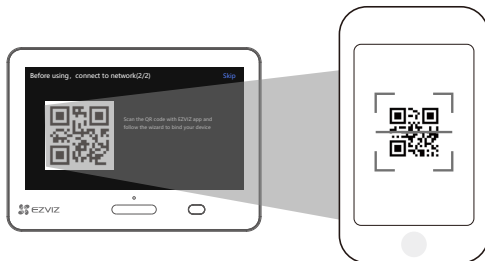 Before using, connect to network(2/2)
Skip
Scan the QR code with EZVIZ app and
follow the wizard to bind your device
EZVIZ